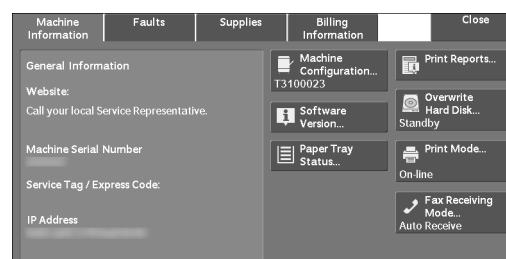 Machine Information
Faults
Supplies
Billing Information
Close
General Information
Website:
Call your local Service Representative.
Machine Serial Number
Service Tag / Express Code:
IP Address
Machine Configuration...
T3100023
Software Version...
Paper Tray Status...
Print Reports...
Overwrite Hard Disk...
Standby
Print Mode...
On-line
Fax Receiving Mode...
Auto Receive